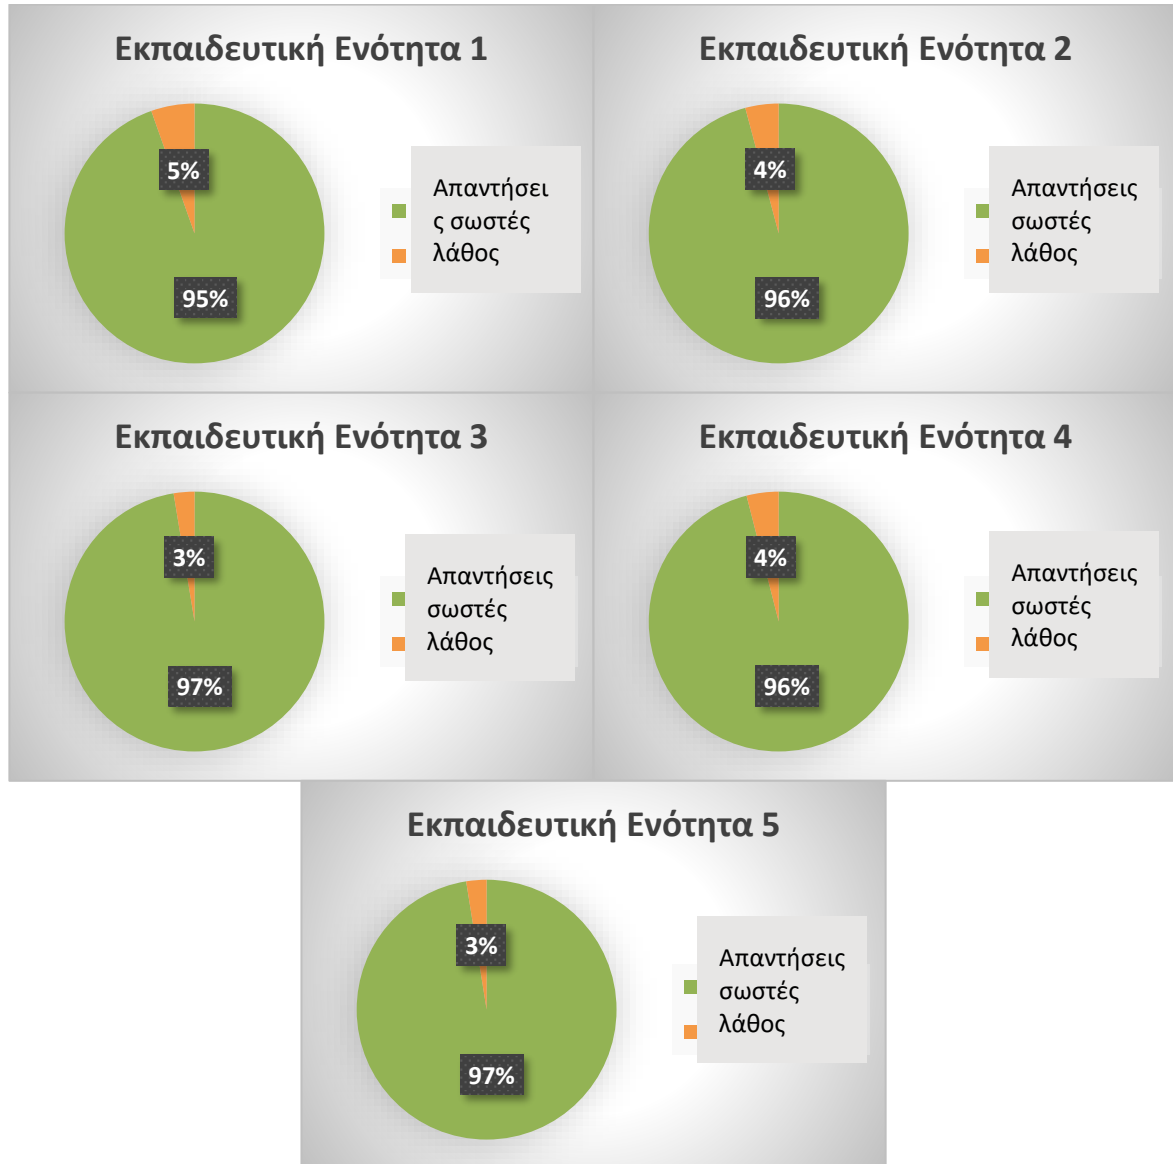 Εκπαιδευτική Ενότητα 1
5%
95%
Απαντήσει
ς σωστές
λάθος
Εκπαιδευτική Ενότητα 2
4%
96%
Απαντήσεις
σωστές
λάθος
Εκπαιδευτική Ενότητα 3
3%
97%
Απαντήσεις
σωστές
λάθος
Εκπαιδευτική Ενότητα 4
4%
96%
Απαντήσεις
σωστές
λάθος
Εκπαιδευτική Ενότητα 5
3%
97%
Απαντήσεις
σωστές
λάθος